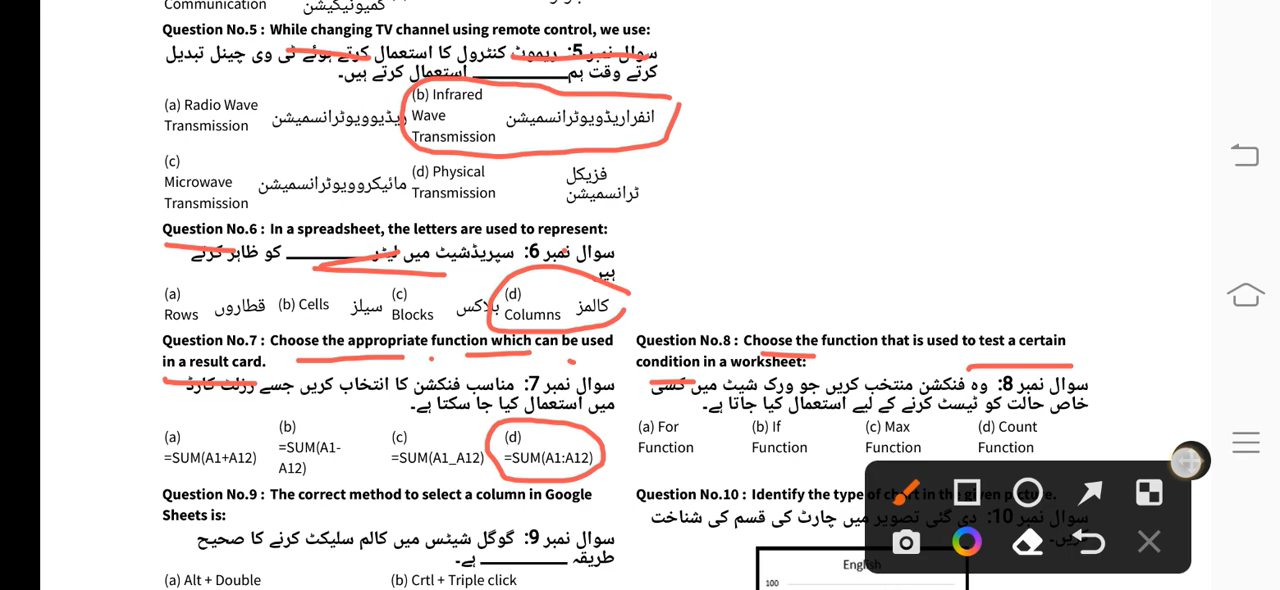 Communication کمیونیکیشن
Question No.5 : While changing TV channel using remote control, we use:
سوال نمبر 5: ریموٹ کنٹرول کا استعمال کرتے ہوئے ٹی وی چینل تبدیل
کرتے وقت ہم__________ استعمال کرتے ہیں۔
(a) Radio Wave Transmission ریڈیوویوٹرانسمیشن (b) Infrared Wave Transmission انفراریڈویوٹرانسمیشن
(c) Microwave Transmission مائیکروویوٹرانسمیشن (d) Physical Transmission فزیکل ٹرانسمیشن
Question No.6 : In a spreadsheet, the letters are used to represent:
سوال نمبر 6: سپریڈشیٹ میں لیٹر __________ کو ظاہر کرتے
ہیں
(a) Rows قطاروں (b) Cells سیلز (c) Blocks بلاکس (d) Columns کالمز
Question No.7 : Choose the appropriate function which can be used
in a result card.
سوال نمبر 7: مناسب فنکشن کا انتخاب کریں جسے رزلٹ کارڈ
میں استعمال کیا جا سکتا ہے۔
(a) =SUM(A1+A12) (b) =SUM(A1-A12) (c) =SUM(A1_A12) (d) =SUM(A1:A12)
Question No.8 : Choose the function that is used to test a certain
condition in a worksheet:
سوال نمبر 8: وہ فنکشن منتخب کریں جو ورک شیٹ میں کسی
خاص حالت کو ٹیسٹ کرنے کے لیے استعمال کیا جاتا ہے۔
(a) For Function (b) If Function (c) Max Function (d) Count Function
Question No.9 : The correct method to select a column in Google
Sheets is:
سوال نمبر 9: گوگل شیٹس میں کالم سلیکٹ کرنے کا صحیح
طریقہ __________ ہے۔
(a) Alt + Double (b) Crtl + Triple click
Question No.10 : Identify the type of chart in the given picture.
سوال نمبر 10: دی گئی تصویر میں چارٹ کی قسم کی شناخت
کریں۔
English
100